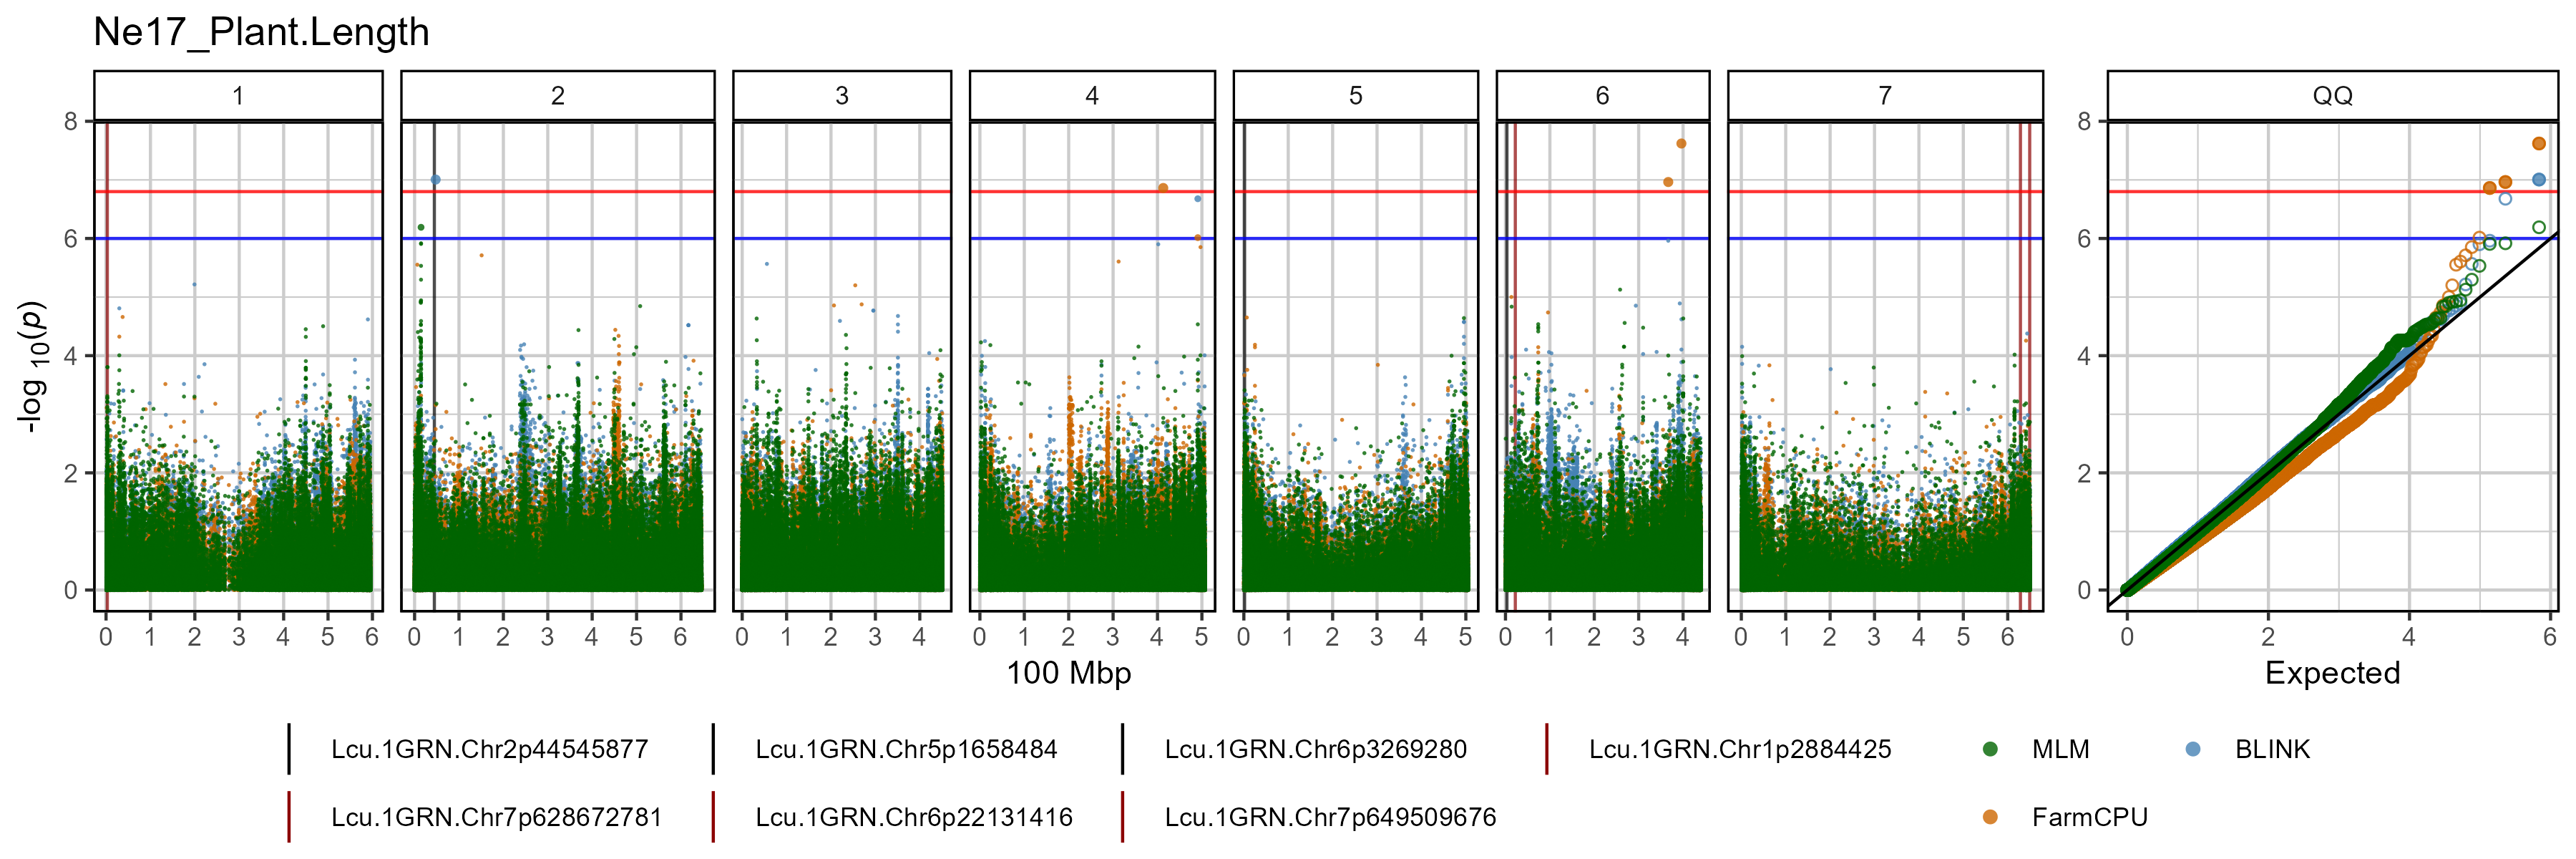 Ne17_Plant.Length
1 2 3 4 5 6 7 QQ
8 8
6 6
4 4
2 2
0 0
-log 10(p)
0 1 2 3 4 5 6 0 1 2 3 4 5 6 0 1 2 3 4 0 1 2 3 4 5 0 1 2 3 4 5 0 1 2 3 4 0 1 2 3 4 5 6 0 2 4 6
100 Mbp Expected
Lcu.1GRN.Chr2p44545877 Lcu.1GRN.Chr5p1658484 Lcu.1GRN.Chr6p3269280 Lcu.1GRN.Chr1p2884425 MLM BLINK
Lcu.1GRN.Chr7p628672781 Lcu.1GRN.Chr6p22131416 Lcu.1GRN.Chr7p649509676 FarmCPU